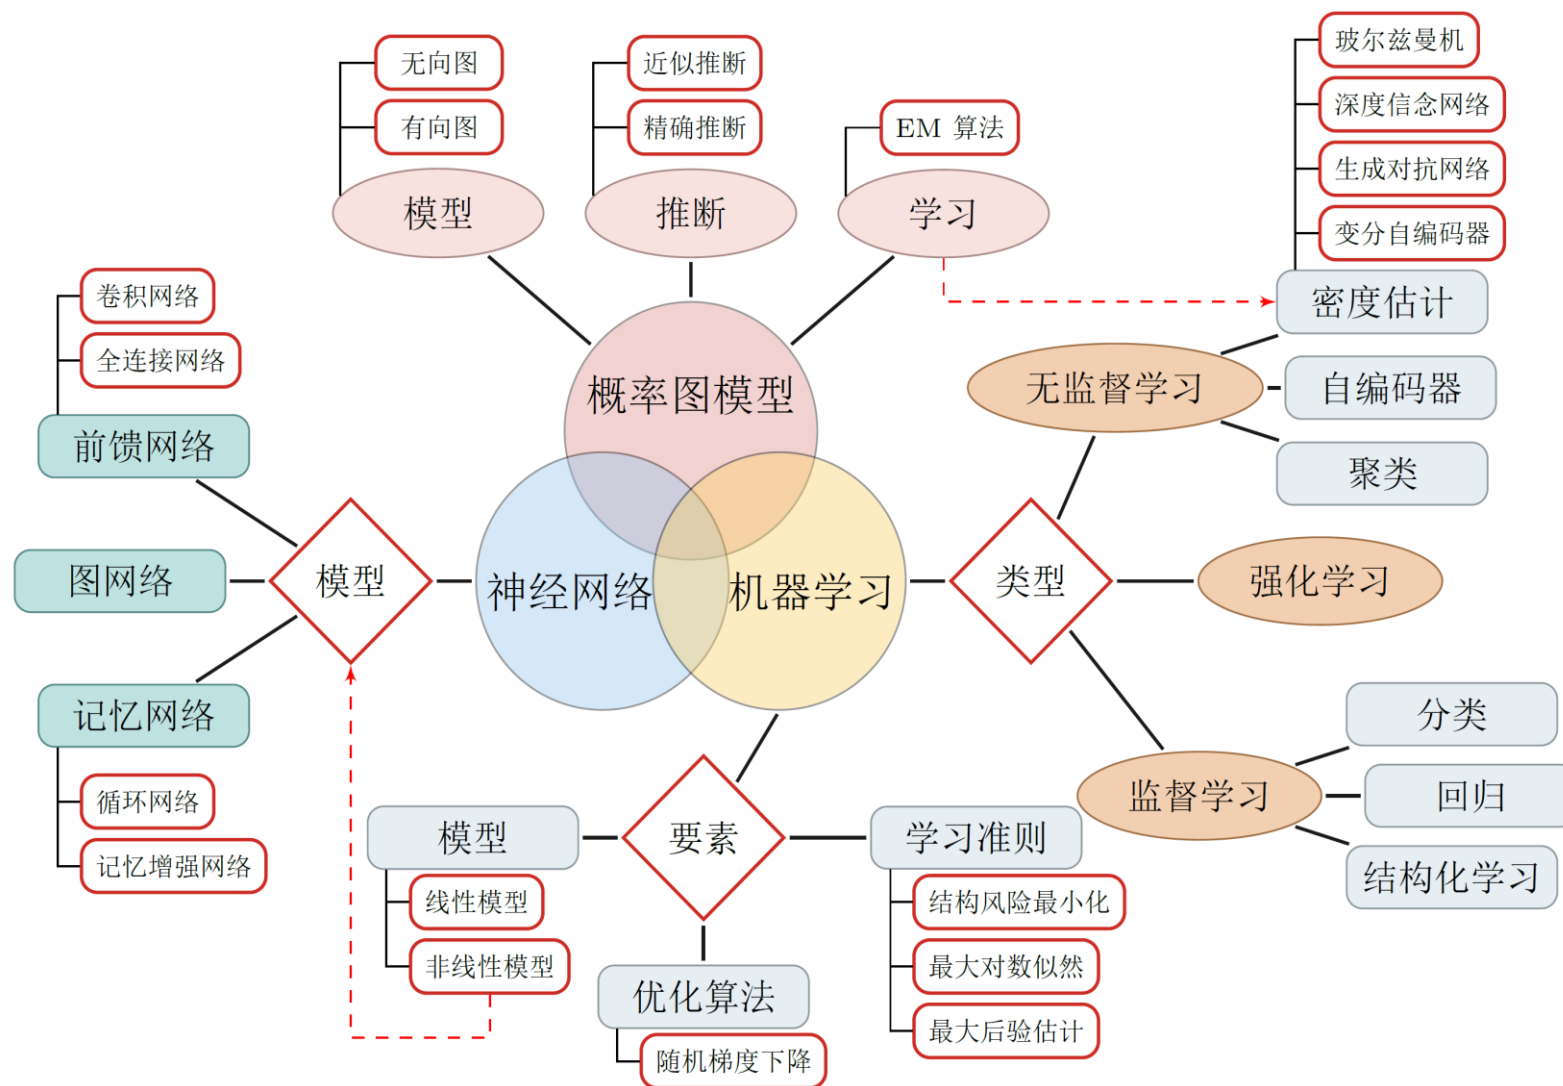 无向图
有向图
模型
近似推断
精确推断
推断
EM 算法
学习
玻尔兹曼机
深度信念网络
生成对抗网络
变分自编码器
密度估计
自编码器
聚类
无监督学习
卷积网络
全连接网络
前馈网络
图网络
记忆网络
循环网络
记忆增强网络
模型
概率图模型
神经网络
机器学习
类型
强化学习
监督学习
分类
回归
结构化学习
要素
模型
线性模型
非线性模型
优化算法
随机梯度下降
学习准则
结构风险最小化
最大对数似然
最大后验估计